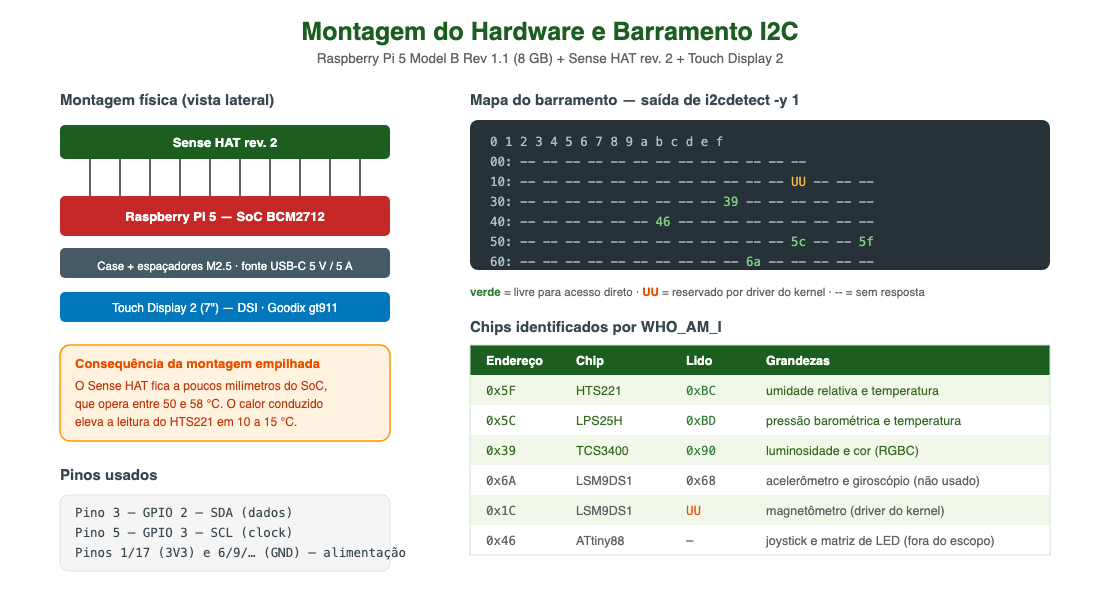 Montagem do Hardware e Barramento I2C
Raspberry Pi 5 Model B Rev 1.1 (8 GB) + Sense HAT rev. 2 + Touch Display 2
Montagem física (vista lateral)
Sense HAT rev. 2
Raspberry Pi 5 — SoC BCM2712
Case + espaçadores M2.5 · fonte USB-C 5 V / 5 A
Touch Display 2 (7") — DSI · Goodix gt911
Consequência da montagem empilhada
O Sense HAT fica a poucos milímetros do SoC,
que opera entre 50 e 58 °C. O calor conduzido
eleva a leitura do HTS221 em 10 a 15 °C.
Pinos usados
Pino 3 — GPIO 2 — SDA (dados)
Pino 5 — GPIO 3 — SCL (clock)
Pinos 1/17 (3V3) e 6/9/… (GND) — alimentação
Mapa do barramento — saída de i2cdetect -y 1
0 1 2 3 4 5 6 7 8 9 a b c d e f
00: -- -- -- -- -- -- -- -- -- -- -- -- --
10: -- -- -- -- -- -- -- -- -- -- -- -- UU -- -- --
30: -- -- -- -- -- -- -- -- -- 39 -- -- -- -- -- --
40: -- -- -- -- -- -- 46 -- -- -- -- -- -- -- -- --
50: -- -- -- -- -- -- -- -- -- -- -- -- 5c -- -- 5f
60: -- -- -- -- -- -- -- -- -- -- 6a -- -- -- -- --
verde = livre para acesso direto · UU = reservado por driver do kernel · -- = sem resposta
Chips identificados por WHO_AM_I
Endereço Chip Lido Grandezas
0x5F HTS221 0xBC umidade relativa e temperatura
0x5C LPS25H 0xBD pressão barométrica e temperatura
0x39 TCS3400 0x90 luminosidade e cor (RGBC)
0x6A LSM9DS1 0x68 acelerômetro e giroscópio (não usado)
0x1C LSM9DS1 UU magnetômetro (driver do kernel)
0x46 ATtiny88 — joystick e matriz de LED (fora do escopo)